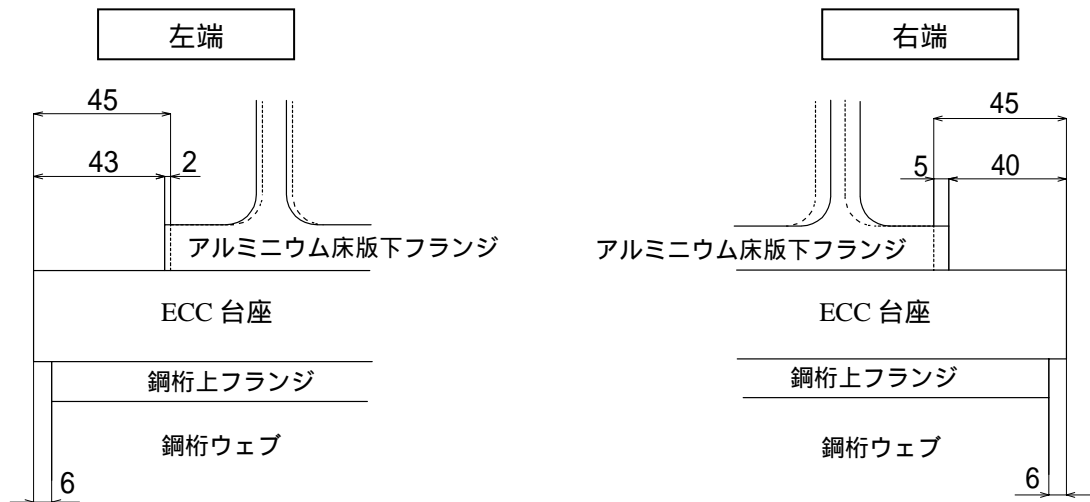 左端
右端
45
43
2
45
5
40
アルミニウム床版下フランジ
アルミニウム床版下フランジ
ECC 台座
ECC 台座
鋼桁上フランジ
鋼桁上フランジ
鋼桁ウェブ
鋼桁ウェブ
6
6